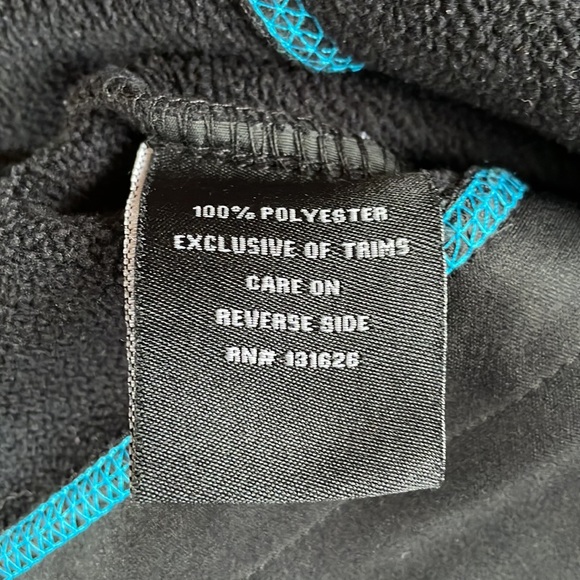 100% POLYESTER
EXCLUSIVE OF TRIMS
CARE ON
REVERSE SIDE
RN# 131626